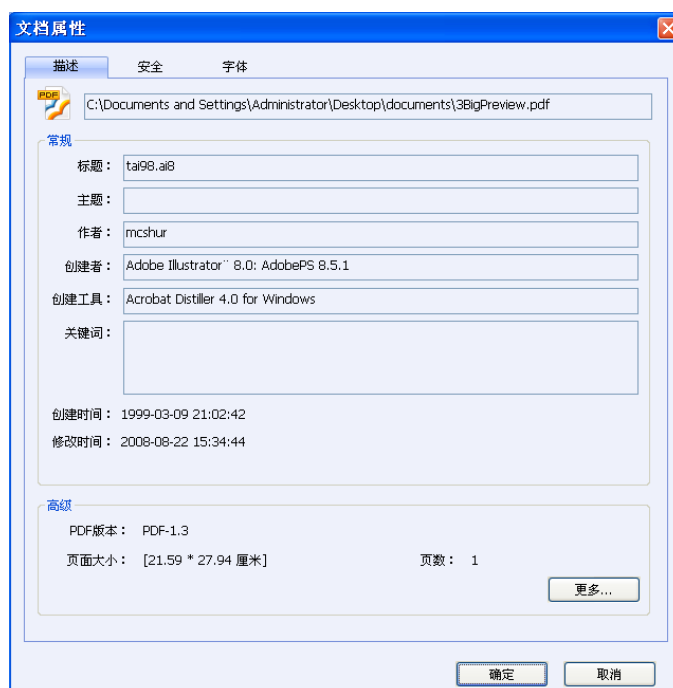 文档属性
描述 安全 字体
PDF
C:\Documents and Settings\Administrator\Desktop\documents\3BigPreview.pdf
常规
标题： tai98.ai8
主题：
作者： mcshur
创建者： Adobe Illustrator¨ 8.0: AdobePS 8.5.1
创建工具： Acrobat Distiller 4.0 for Windows
关键词：
创建时间： 1999-03-09 21:02:42
修改时间： 2008-08-22 15:34:44
高级
PDF版本： PDF-1.3
页面大小： [21.59 * 27.94 厘米] 页数： 1
更多...
确定 取消